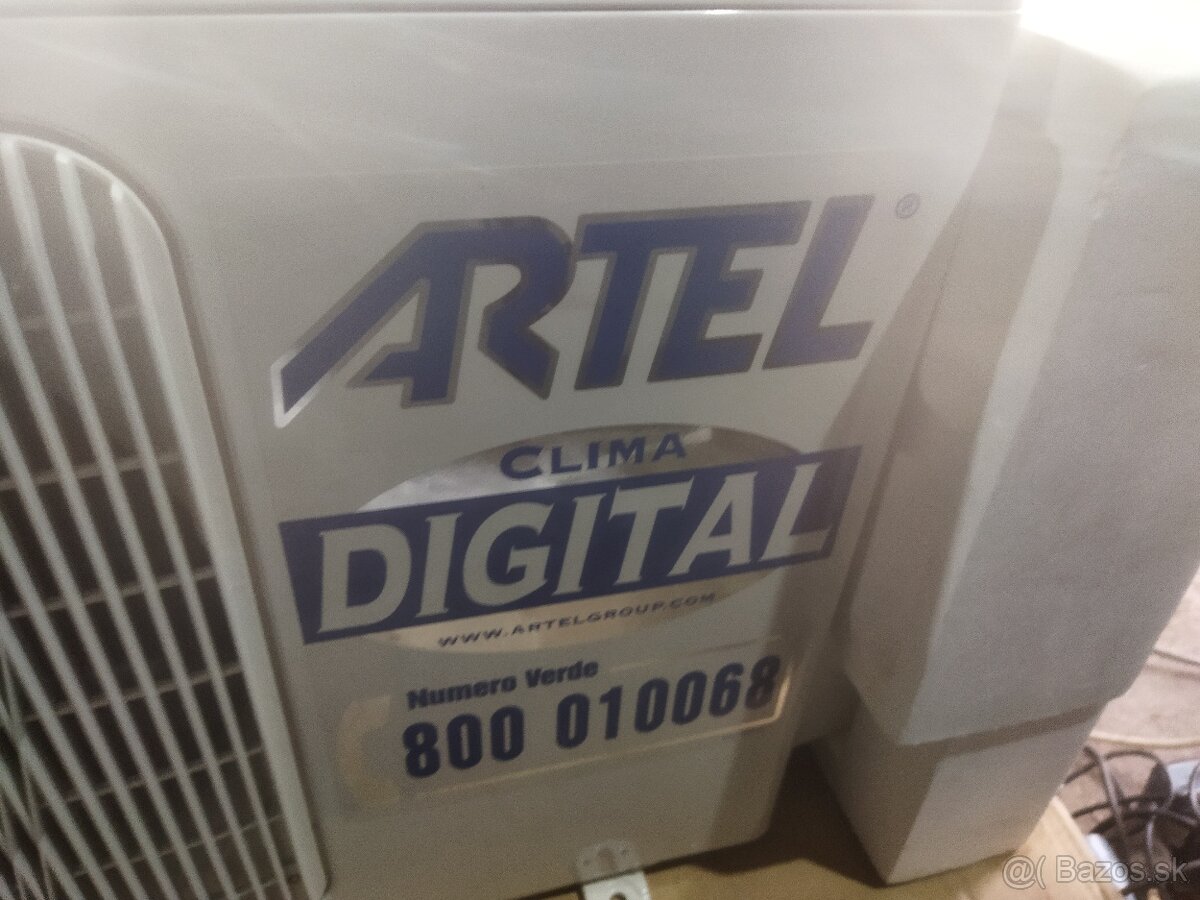 ARTEL®
CLIMA
DIGITAL
WWW.ARTELGROUP.COM
Numero Verde
800 010068
@( Bazos.sk